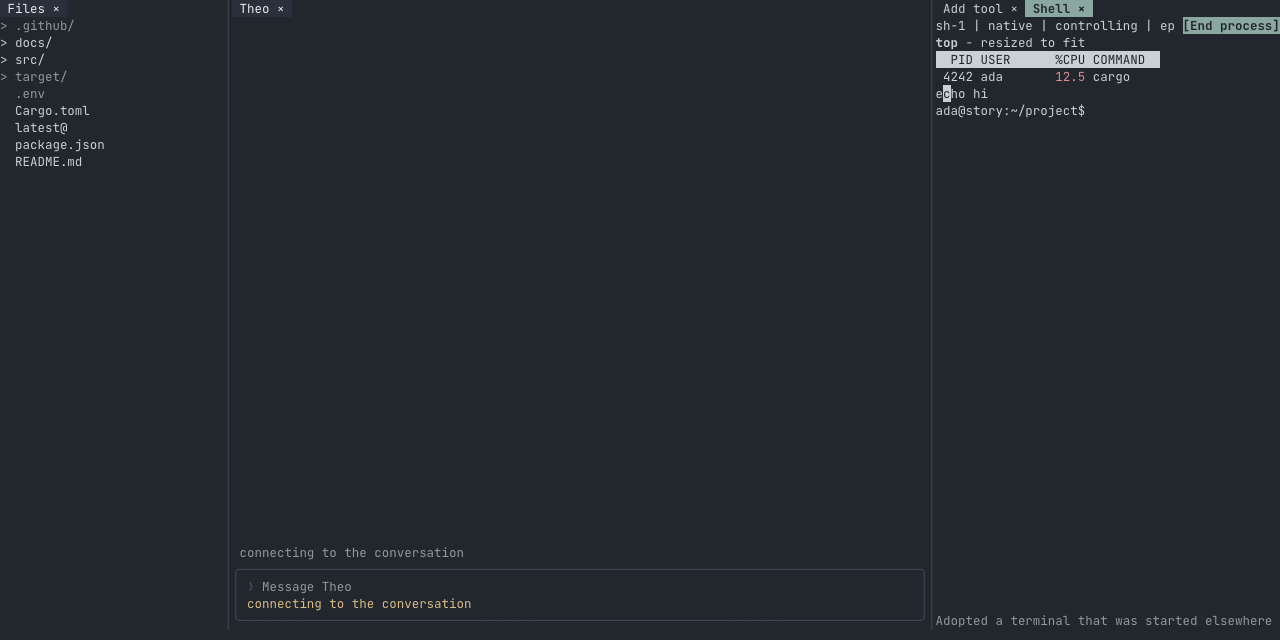 Files ×
> .github/
> docs/
> src/
> target/
.env
Cargo.toml
latest@
package.json
README.md
Theo ×
connecting to the conversation
⟩ Message Theo
connecting to the conversation
Add tool × Shell ×
sh-1 | native | controlling | ep [End process]
top - resized to fit
PID USER %CPU COMMAND
4242 ada 12.5 cargo
echo hi
ada@story:~/project$
Adopted a terminal that was started elsewhere